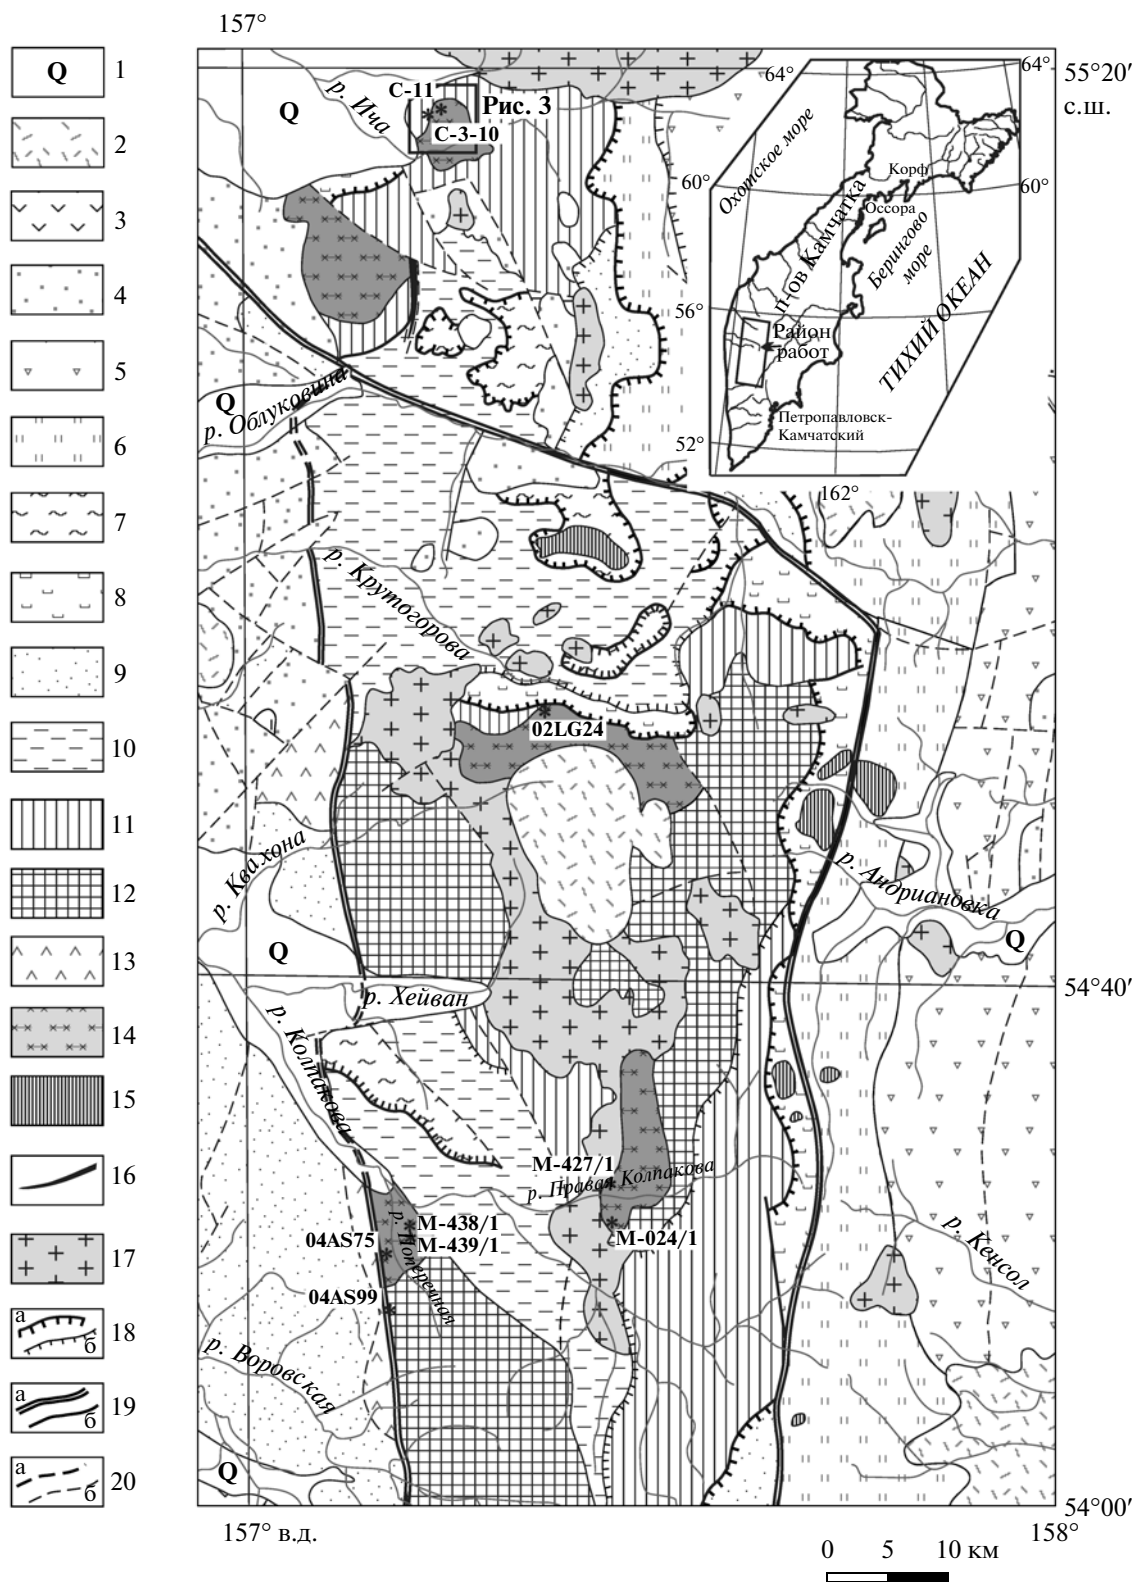 157°
Q 1
2
3
4
5
6
7
8
9
10
11
12
13
14
15
16
17
а
б
18
а
б
19
а
б
20
55°20′
с.ш.
р. Ича
Q
С-11
Рис. 3
С-3-10
64°
64°
Охотское море
60°
60°
Корф
Оссора
п-ов Камчатка
Берингово
море
56°
Район
работ
ТИХИЙ ОКЕАН
Петропавловск-
Камчатский
52°
162°
Q
р. Облуковина
р. Крутогорова
02LG24
р. Квахона
р. Андриановка
Q
Q
р. Хейван
54°40′
р. Колпакова
М-427/1
р. Правая Колпакова
М-438/1
М-439/1
М-024/1
04AS75
р. Поперечная
04AS99
р. Кенсол
р. Воровская
Q
54°00′
157° в.д.
158°
0 5 10 км